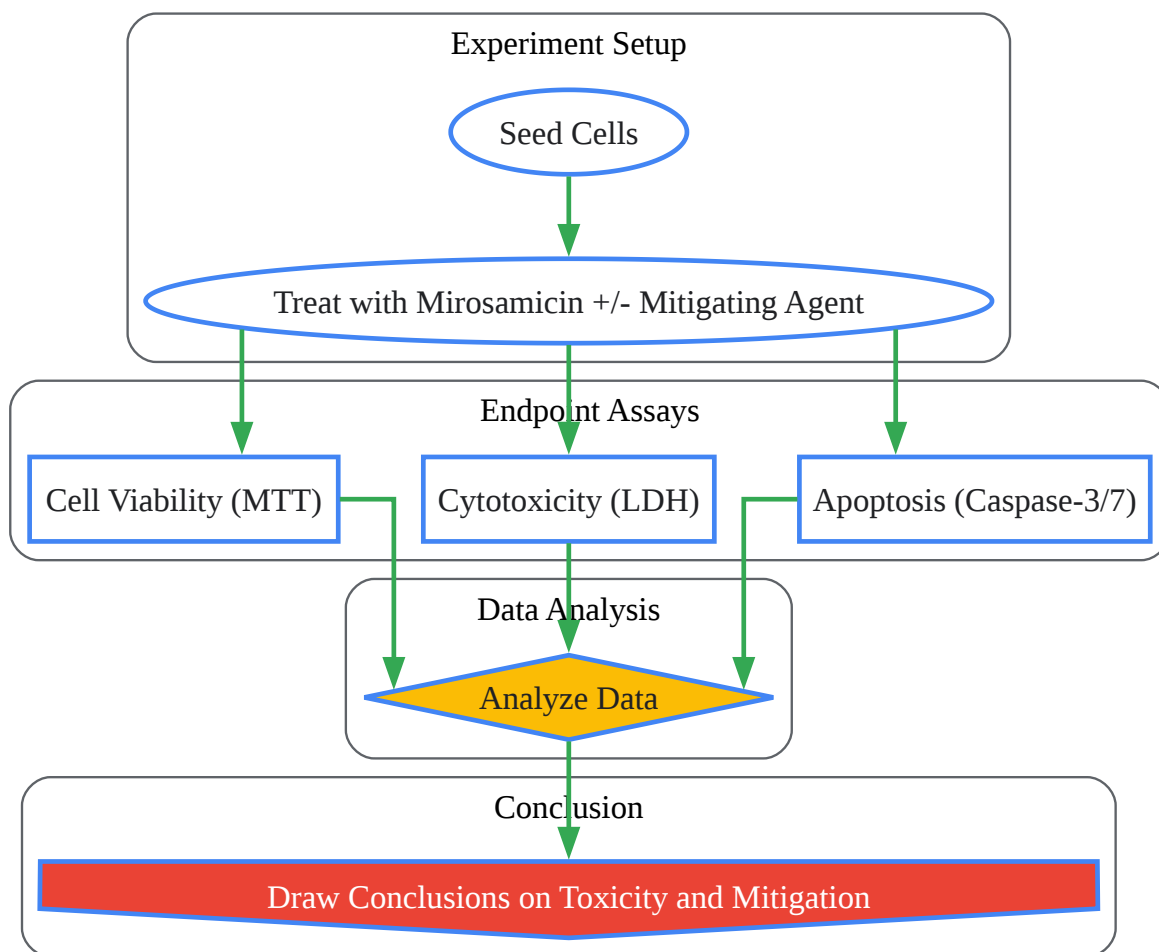 Experiment Setup
Seed Cells
Treat with Mirosamicin +/- Mitigating Agent
Endpoint Assays
Cell Viability (MTT)
Cytotoxicity (LDH)
Apoptosis (Caspase-3/7)
Data Analysis
Analyze Data
Conclusion
Draw Conclusions on Toxicity and Mitigation